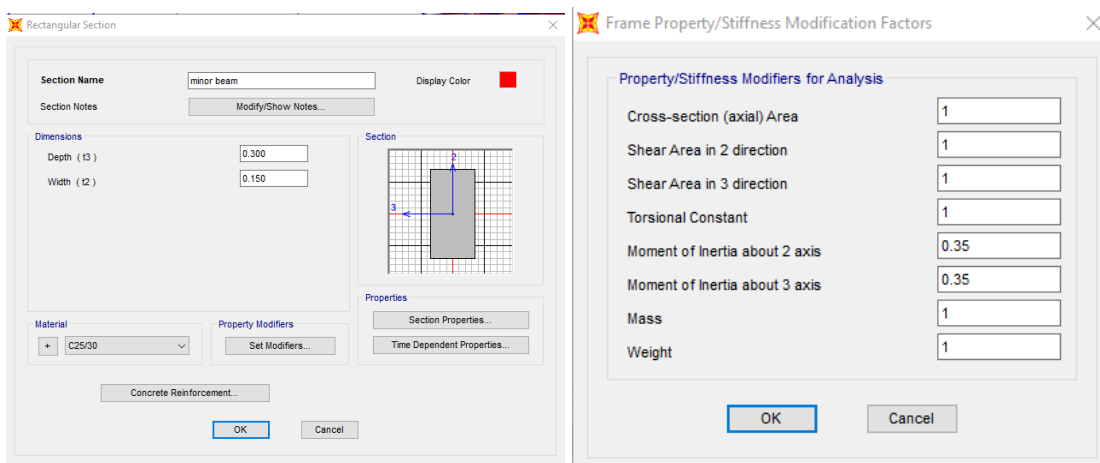 Rectangular Section
Section Name minor beam Display Color
Section Notes Modify/Show Notes...
Dimensions
Depth ( t3 ) 0.300
Width ( t2 ) 0.150
Section
2
3
Properties
Section Properties...
Time Dependent Properties...
Material
+ C25/30
Property Modifiers
Set Modifiers...
Concrete Reinforcement...
OK Cancel
Frame Property/Stiffness Modification Factors
Property/Stiffness Modifiers for Analysis
Cross-section (axial) Area 1
Shear Area in 2 direction 1
Shear Area in 3 direction 1
Torsional Constant 1
Moment of Inertia about 2 axis 0.35
Moment of Inertia about 3 axis 0.35
Mass 1
Weight 1
OK Cancel